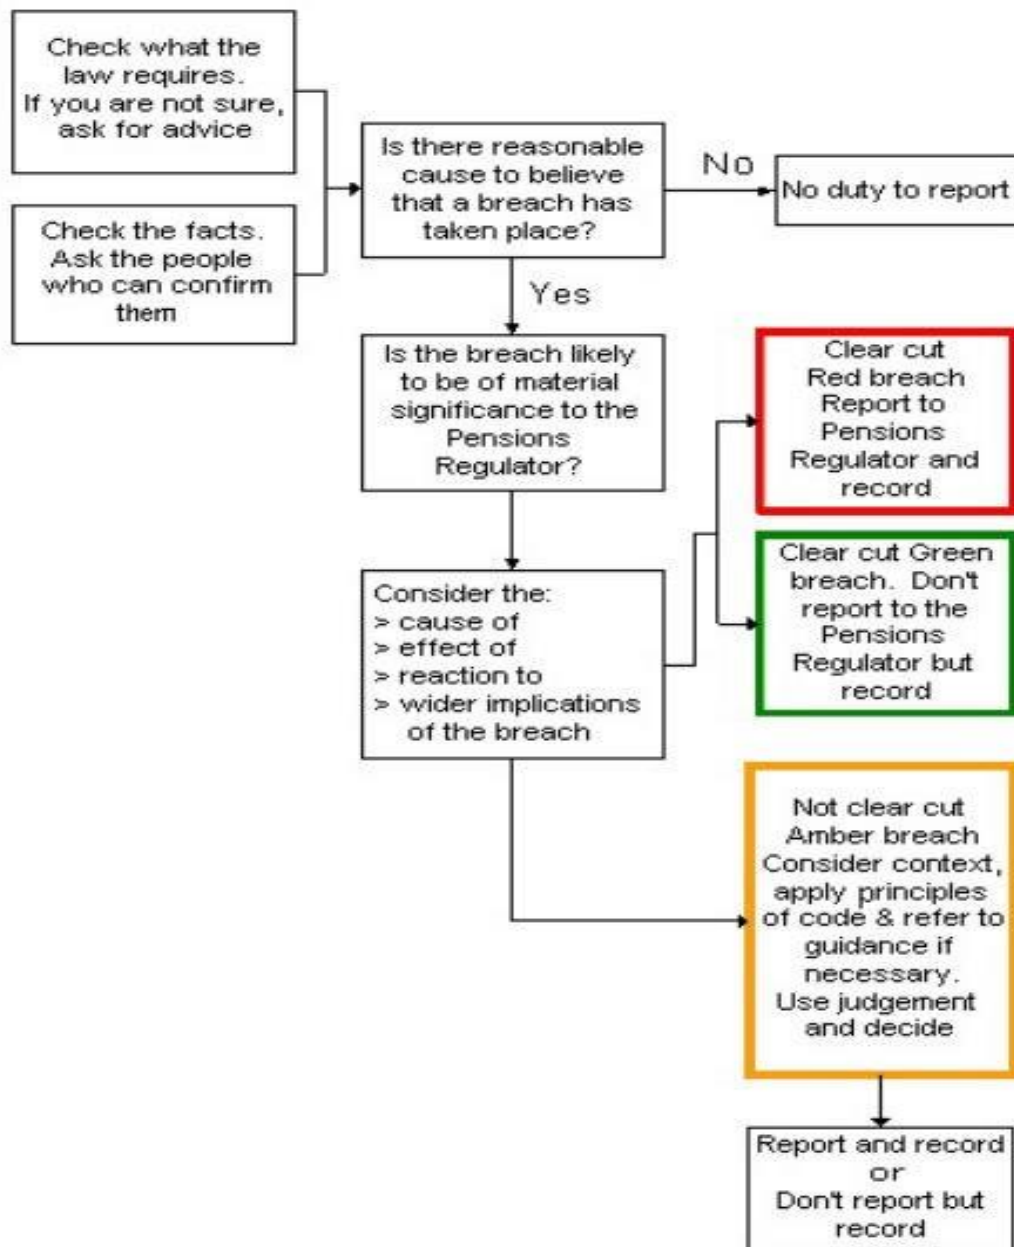 Check what the
law requires.
If you are not sure,
ask for advice
Check the facts.
Ask the people
who can confirm
them
Is there reasonable
cause to believe
that a breach has
taken place?
No
No duty to report
Yes
Is the breach likely
to be of material
significance to the
Pensions
Regulator?
Clear cut
Red breach
Report to
Pensions
Regulator and
record
Clear cut Green
breach. Don't
report to the
Pensions
Regulator but
record
Consider the:
> cause of
> effect of
> reaction to
> wider implications
of the breach
Not clear cut
Amber breach
Consider context,
apply principles
of code & refer to
guidance if
necessary.
Use judgement
and decide
Report and record
or
Don't report but
record